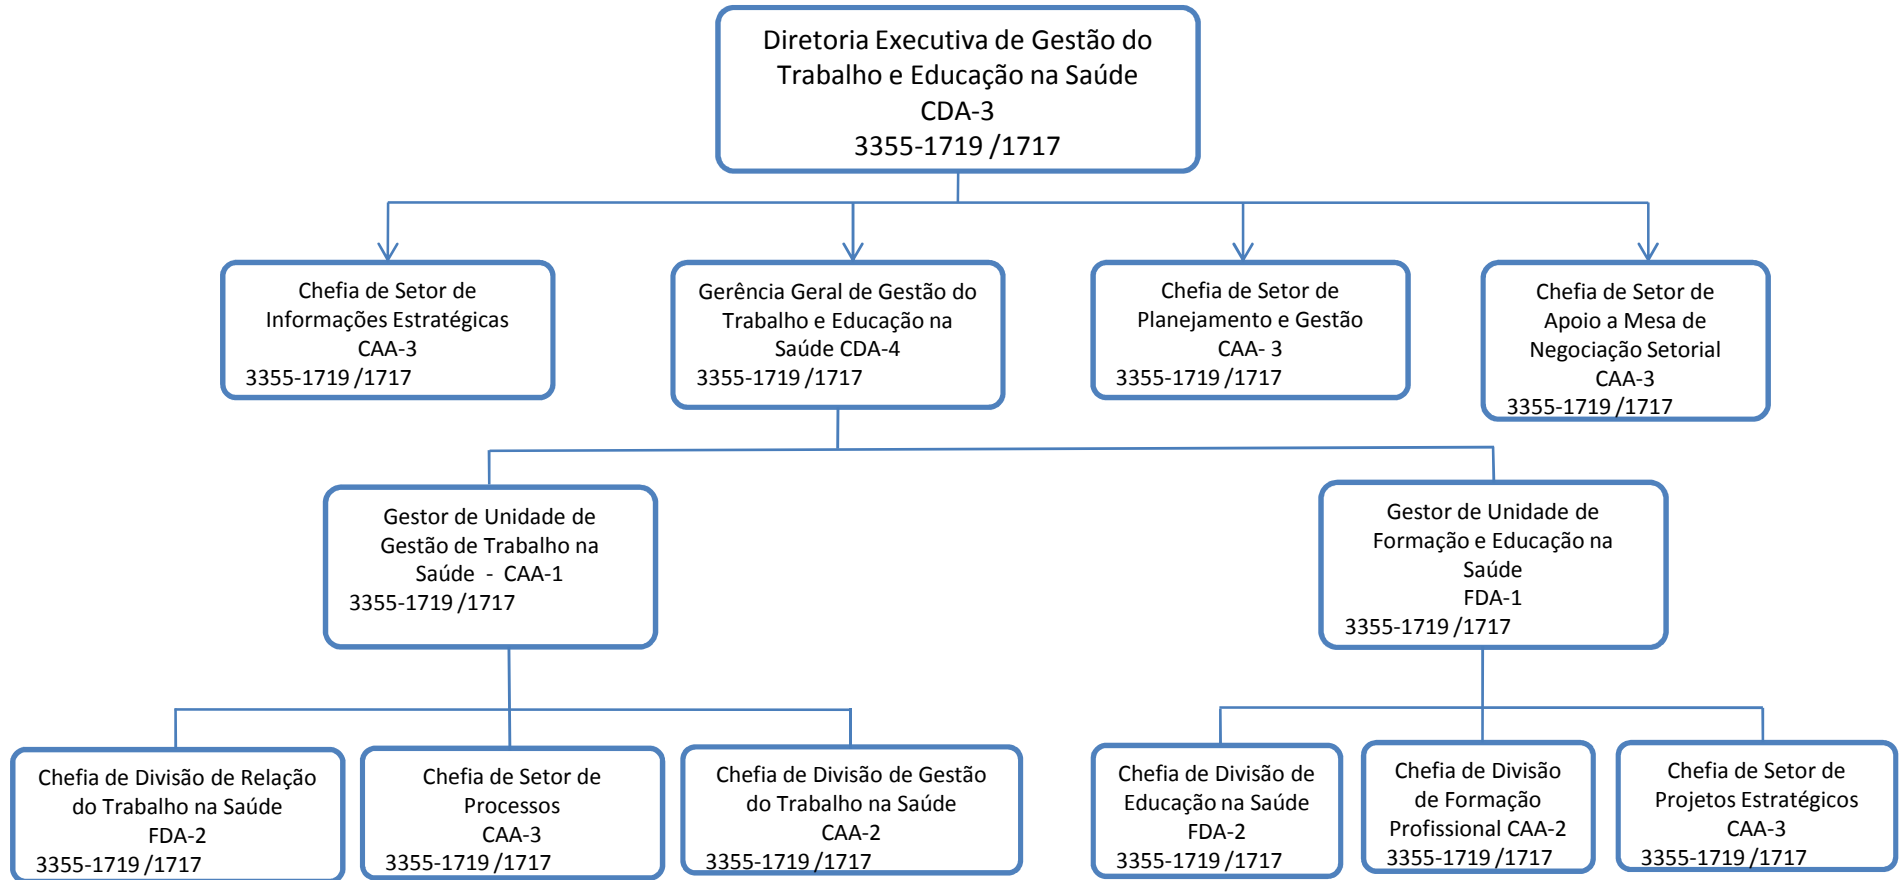 Diretoria Executiva de Gestão do
Trabalho e Educação na Saúde
CDA-3
3355-1719 /1717
Chefia de Setor de
Informações Estratégicas
CAA-3
3355-1719 /1717
Gerência Geral de Gestão do
Trabalho e Educação na
Saúde CDA-4
3355-1719 /1717
Chefia de Setor de
Planejamento e Gestão
CAA- 3
3355-1719 /1717
Chefia de Setor de
Apoio a Mesa de
Negociação Setorial
CAA-3
3355-1719 /1717
Gestor de Unidade de
Gestão de Trabalho na
Saúde - CAA-1
3355-1719 /1717
Gestor de Unidade de
Formação e Educação na
Saúde
FDA-1
3355-1719 /1717
Chefia de Divisão de Relação
do Trabalho na Saúde
FDA-2
3355-1719 /1717
Chefia de Setor de
Processos
CAA-3
3355-1719 /1717
Chefia de Divisão de Gestão
do Trabalho na Saúde
CAA-2
3355-1719 /1717
Chefia de Divisão de
Educação na Saúde
FDA-2
3355-1719 /1717
Chefia de Divisão
de Formação
Profissional CAA-2
3355-1719 /1717
Chefia de Setor de
Projetos Estratégicos
CAA-3
3355-1719 /1717